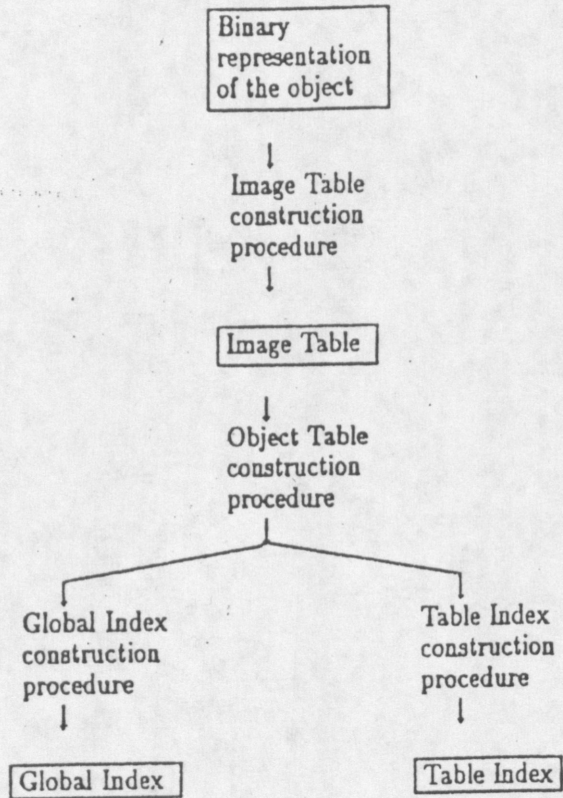 Binary
representation
of the object
Image Table
construction
procedure
Image Table
Object Table
construction
procedure
Global Index
construction
procedure
Global Index
Table Index
construction
procedure
Table Index